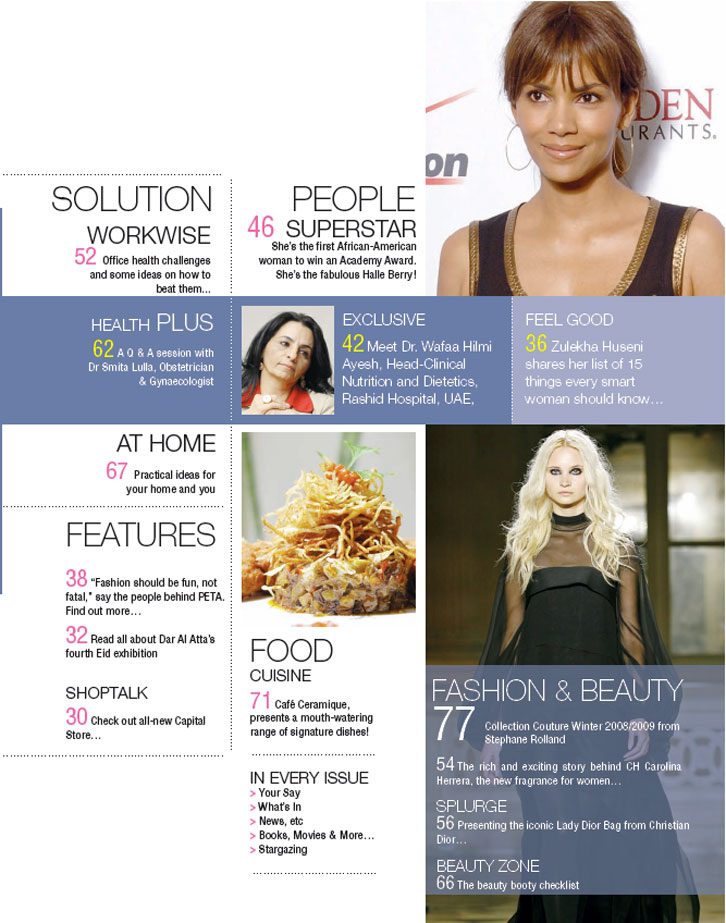 DEN
URANTS®
on
SOLUTION
WORKWISE
52 Office health challenges
and some ideas on how to
beat them...
PEOPLE
46 SUPERSTAR
She's the first African-American
woman to win an Academy Award.
She's the fabulous Halle Berry!
HEALTH PLUS
62 A Q & A session with
Dr Smita Lulla, Obstetrician
& Gynaecologist
EXCLUSIVE
42 Meet Dr. Wafaa Hilmi
Ayesh, Head-Clinical
Nutrition and Dietetics,
Rashid Hospital, UAE,
FEEL GOOD
36 Zulekha Huseni
shares her list of 15
things every smart
woman should know…
AT HOME
67 Practical ideas for
your home and you
FEATURES
38 “Fashion should be fun, not
fatal,” say the people behind PETA.
Find out more…
32 Read all about Dar Al Atta’s
fourth Eid exhibition
SHOPTALK
30 Check out all-new Capital
Store…
FOOD
CUISINE
71 Café Ceramique,
presents a mouth-watering
range of signature dishes!
IN EVERY ISSUE
> Your Say
> What’s In
> News, etc
> Books, Movies & More…
> Stargazing
FASHION & BEAUTY
77 Collection Couture Winter 2008/2009 from
Stephane Rolland
54 The rich and exciting story behind CH Carolina
Herrera, the new fragrance for women…
SPLURGE
56 Presenting the iconic Lady Dior Bag from Christian
Dior…
BEAUTY ZONE
66 The beauty booty checklist